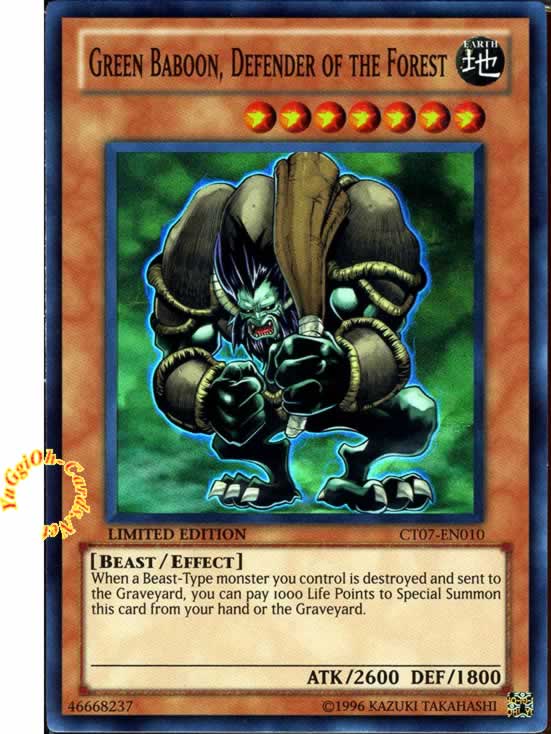 GREEN BABOON, DEFENDER OF THE FOREST
EARTH
地
YuGgiOh-Cards.Net
LIMITED EDITION CT07-EN010
[BEAST/EFFECT]
When a Beast-Type monster you control is destroyed and sent to
the Graveyard, you can pay 1000 Life Points to Special Summon
this card from your hand or the Graveyard.
ATK/2600 DEF/1800
46668237 ©1996 KAZUKI TAKAHASHI